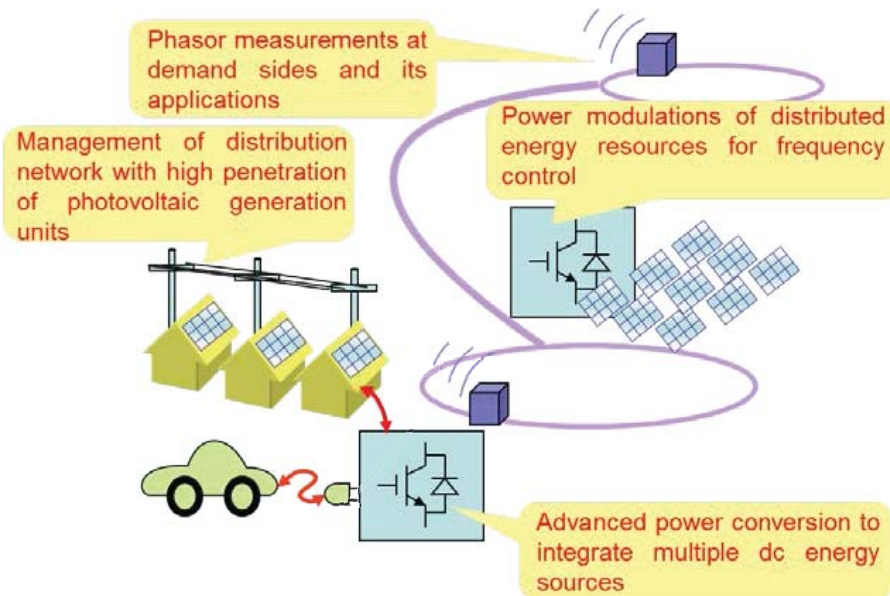 Phasor measurements at
demand sides and its
applications
Management of distribution
network with high penetration
of photovoltaic generation
units
Power modulations of distributed
energy resources for frequency
control
Advanced power conversion to
integrate multiple dc energy
sources